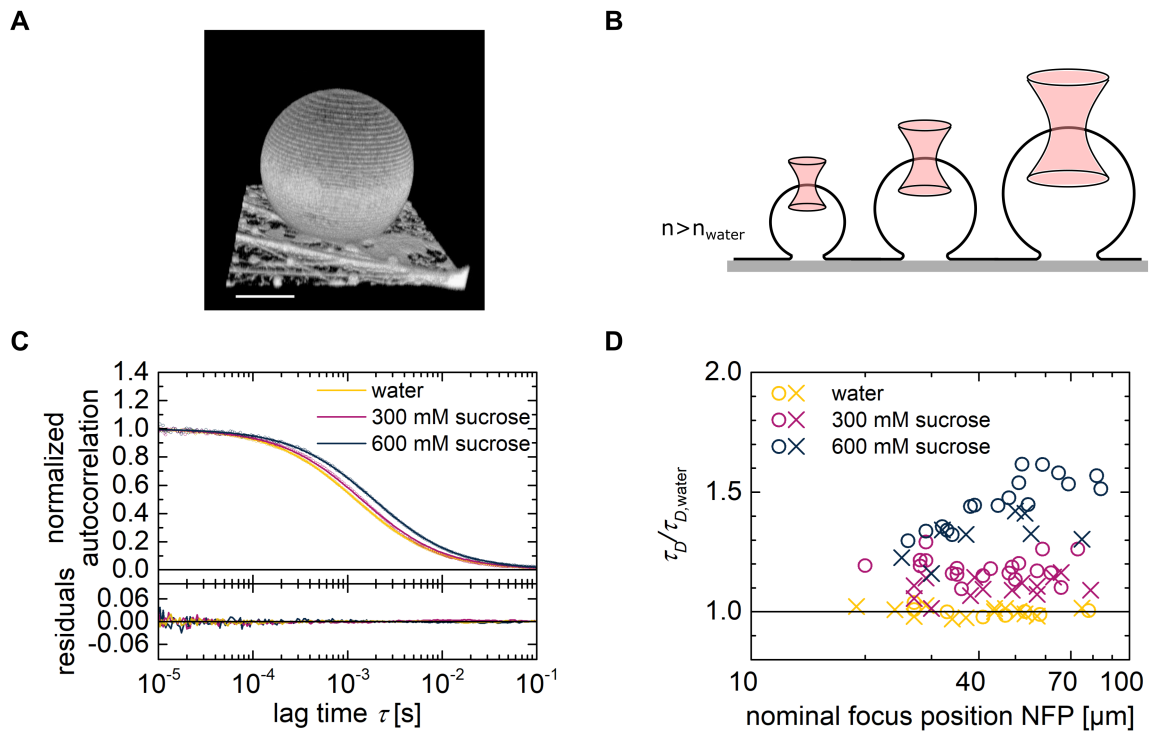 A
B
n>n_water
C
normalized
autocorrelation
1.4
1.2
1.0
0.8
0.6
0.4
0.2
0.0
water
300 mM sucrose
600 mM sucrose
residuals
0.06
0.00
-0.06
10^-5 10^-4 10^-3 10^-2 10^-1
lag time τ [s]
D
τ_D/τ_D,water
2.0
1.5
1.0
water
300 mM sucrose
600 mM sucrose
10 40 70 100
nominal focus position NFP [µm]